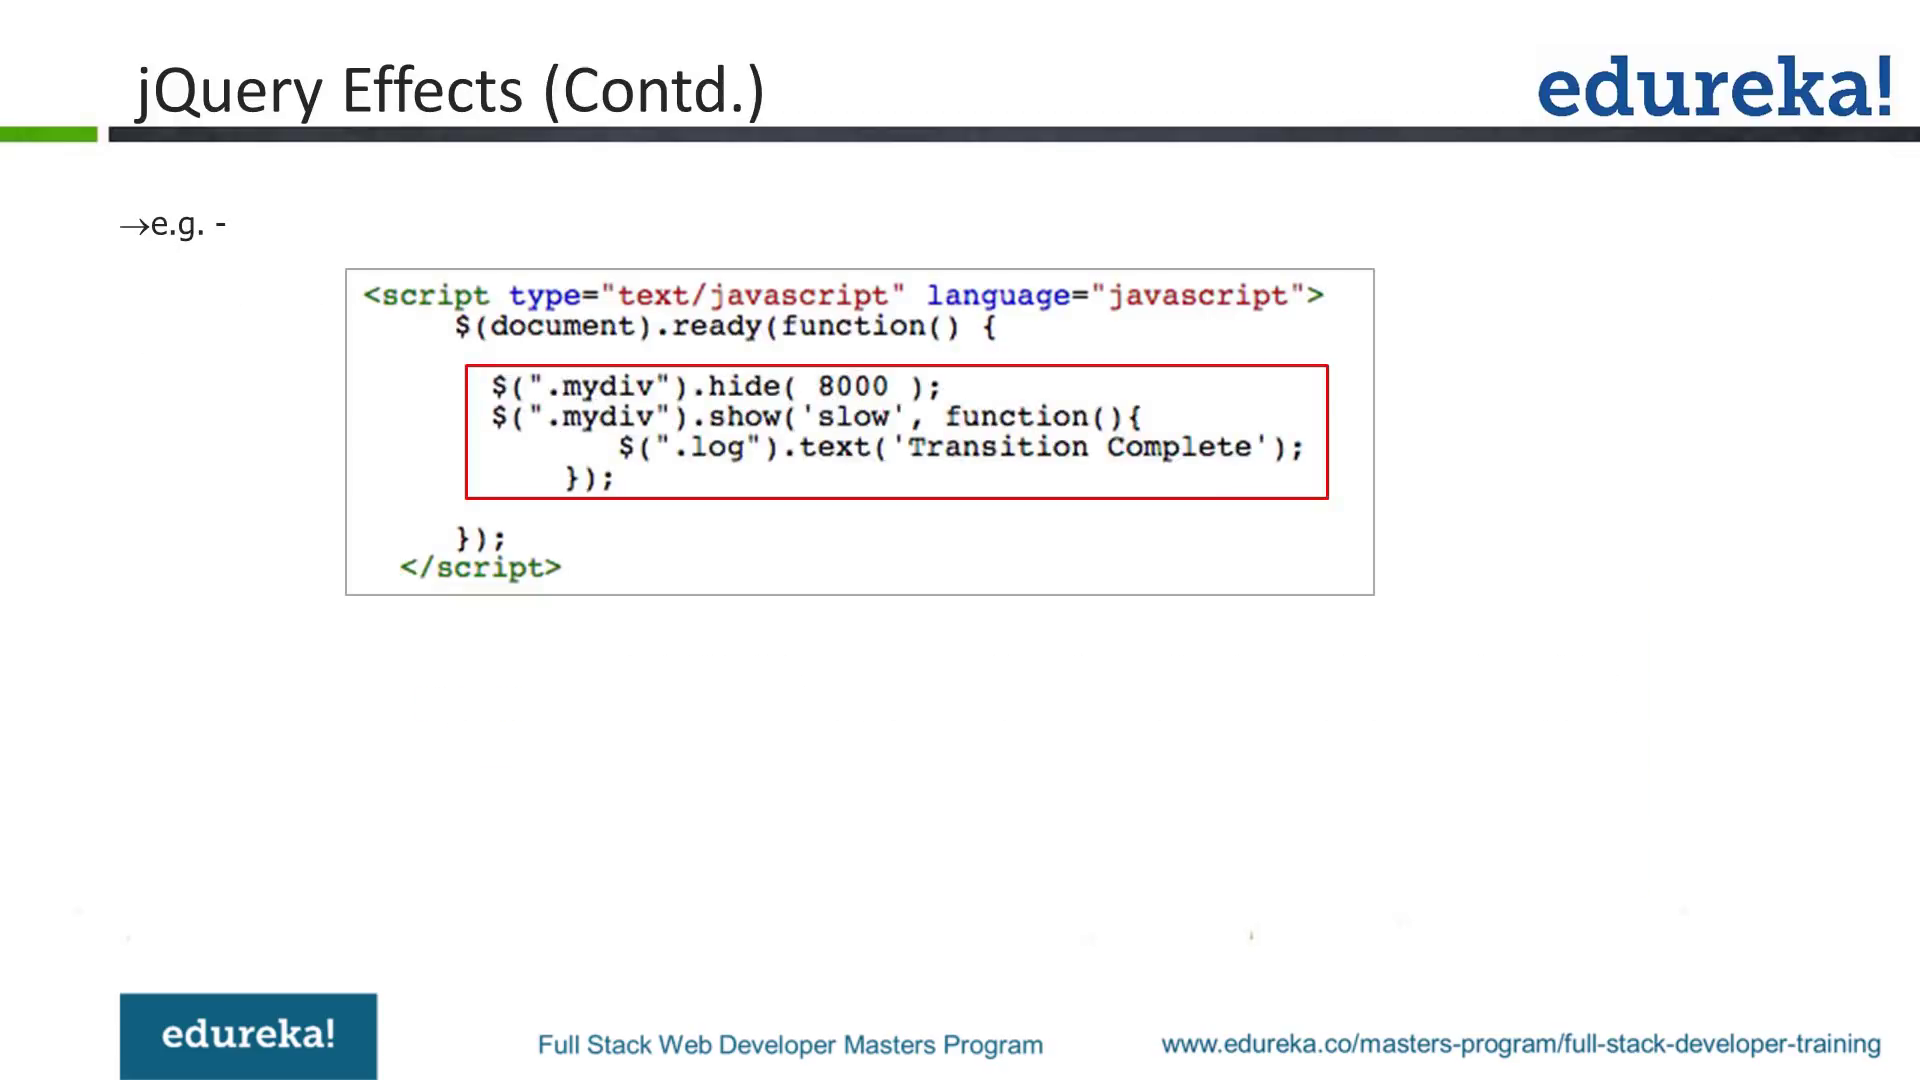 jQuery Effects (Contd.)
edureka!
→e.g. -
<script type="text/javascript" language="javascript">
$(document).ready(function() {
$(".mydiv").hide( 8000 );
$(".mydiv").show('slow', function(){
$(".log").text('Transition Complete');
});
});
</script>
edureka!
Full Stack Web Developer Masters Program
www.edureka.co/masters-program/full-stack-developer-training